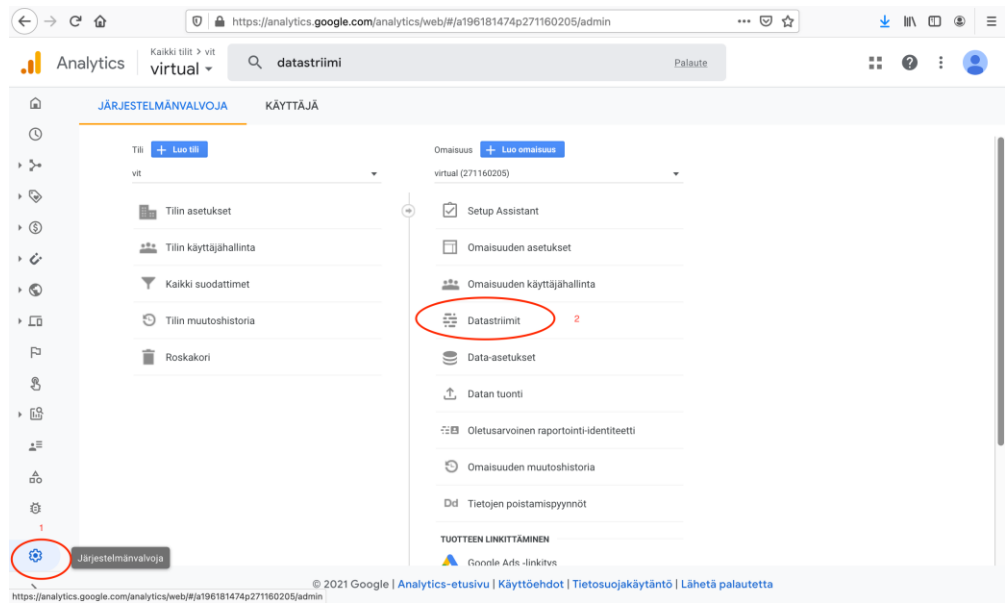 https://analytics.google.com/analytics/web/#/a196181474p271160205/admin
Analytics
Kaikki tilit > vit
virtual
datastriimi
Palaute
JÄRJESTELMÄNVALVOJA
KÄYTTÄJÄ
Tili
+ Luo tili
vit
Tilin asetukset
Tilin käyttäjähallinta
Kaikki suodattimet
Tilin muutoshistoria
Roskakori
Omaisuus
+ Luo omaisuus
virtual (271160205)
Setup Assistant
Omaisuuden asetukset
Omaisuuden käyttäjähallinta
Datastriimit
2
Data-asetukset
Datan tuonti
Oletusarvoinen raportointi-identiteetti
Omaisuuden muutoshistoria
Dd Tietojen poistamispyynnöt
TUOTTEEN LINKITTÄMINEN
Google Ads -linkitys
1
Järjestelmänvalvoja
© 2021 Google | Analytics-etusivu | Käyttöehdot | Tietosuojakäytäntö | Lähetä palautetta
https://analytics.google.com/analytics/web/#/a196181474p271160205/admin